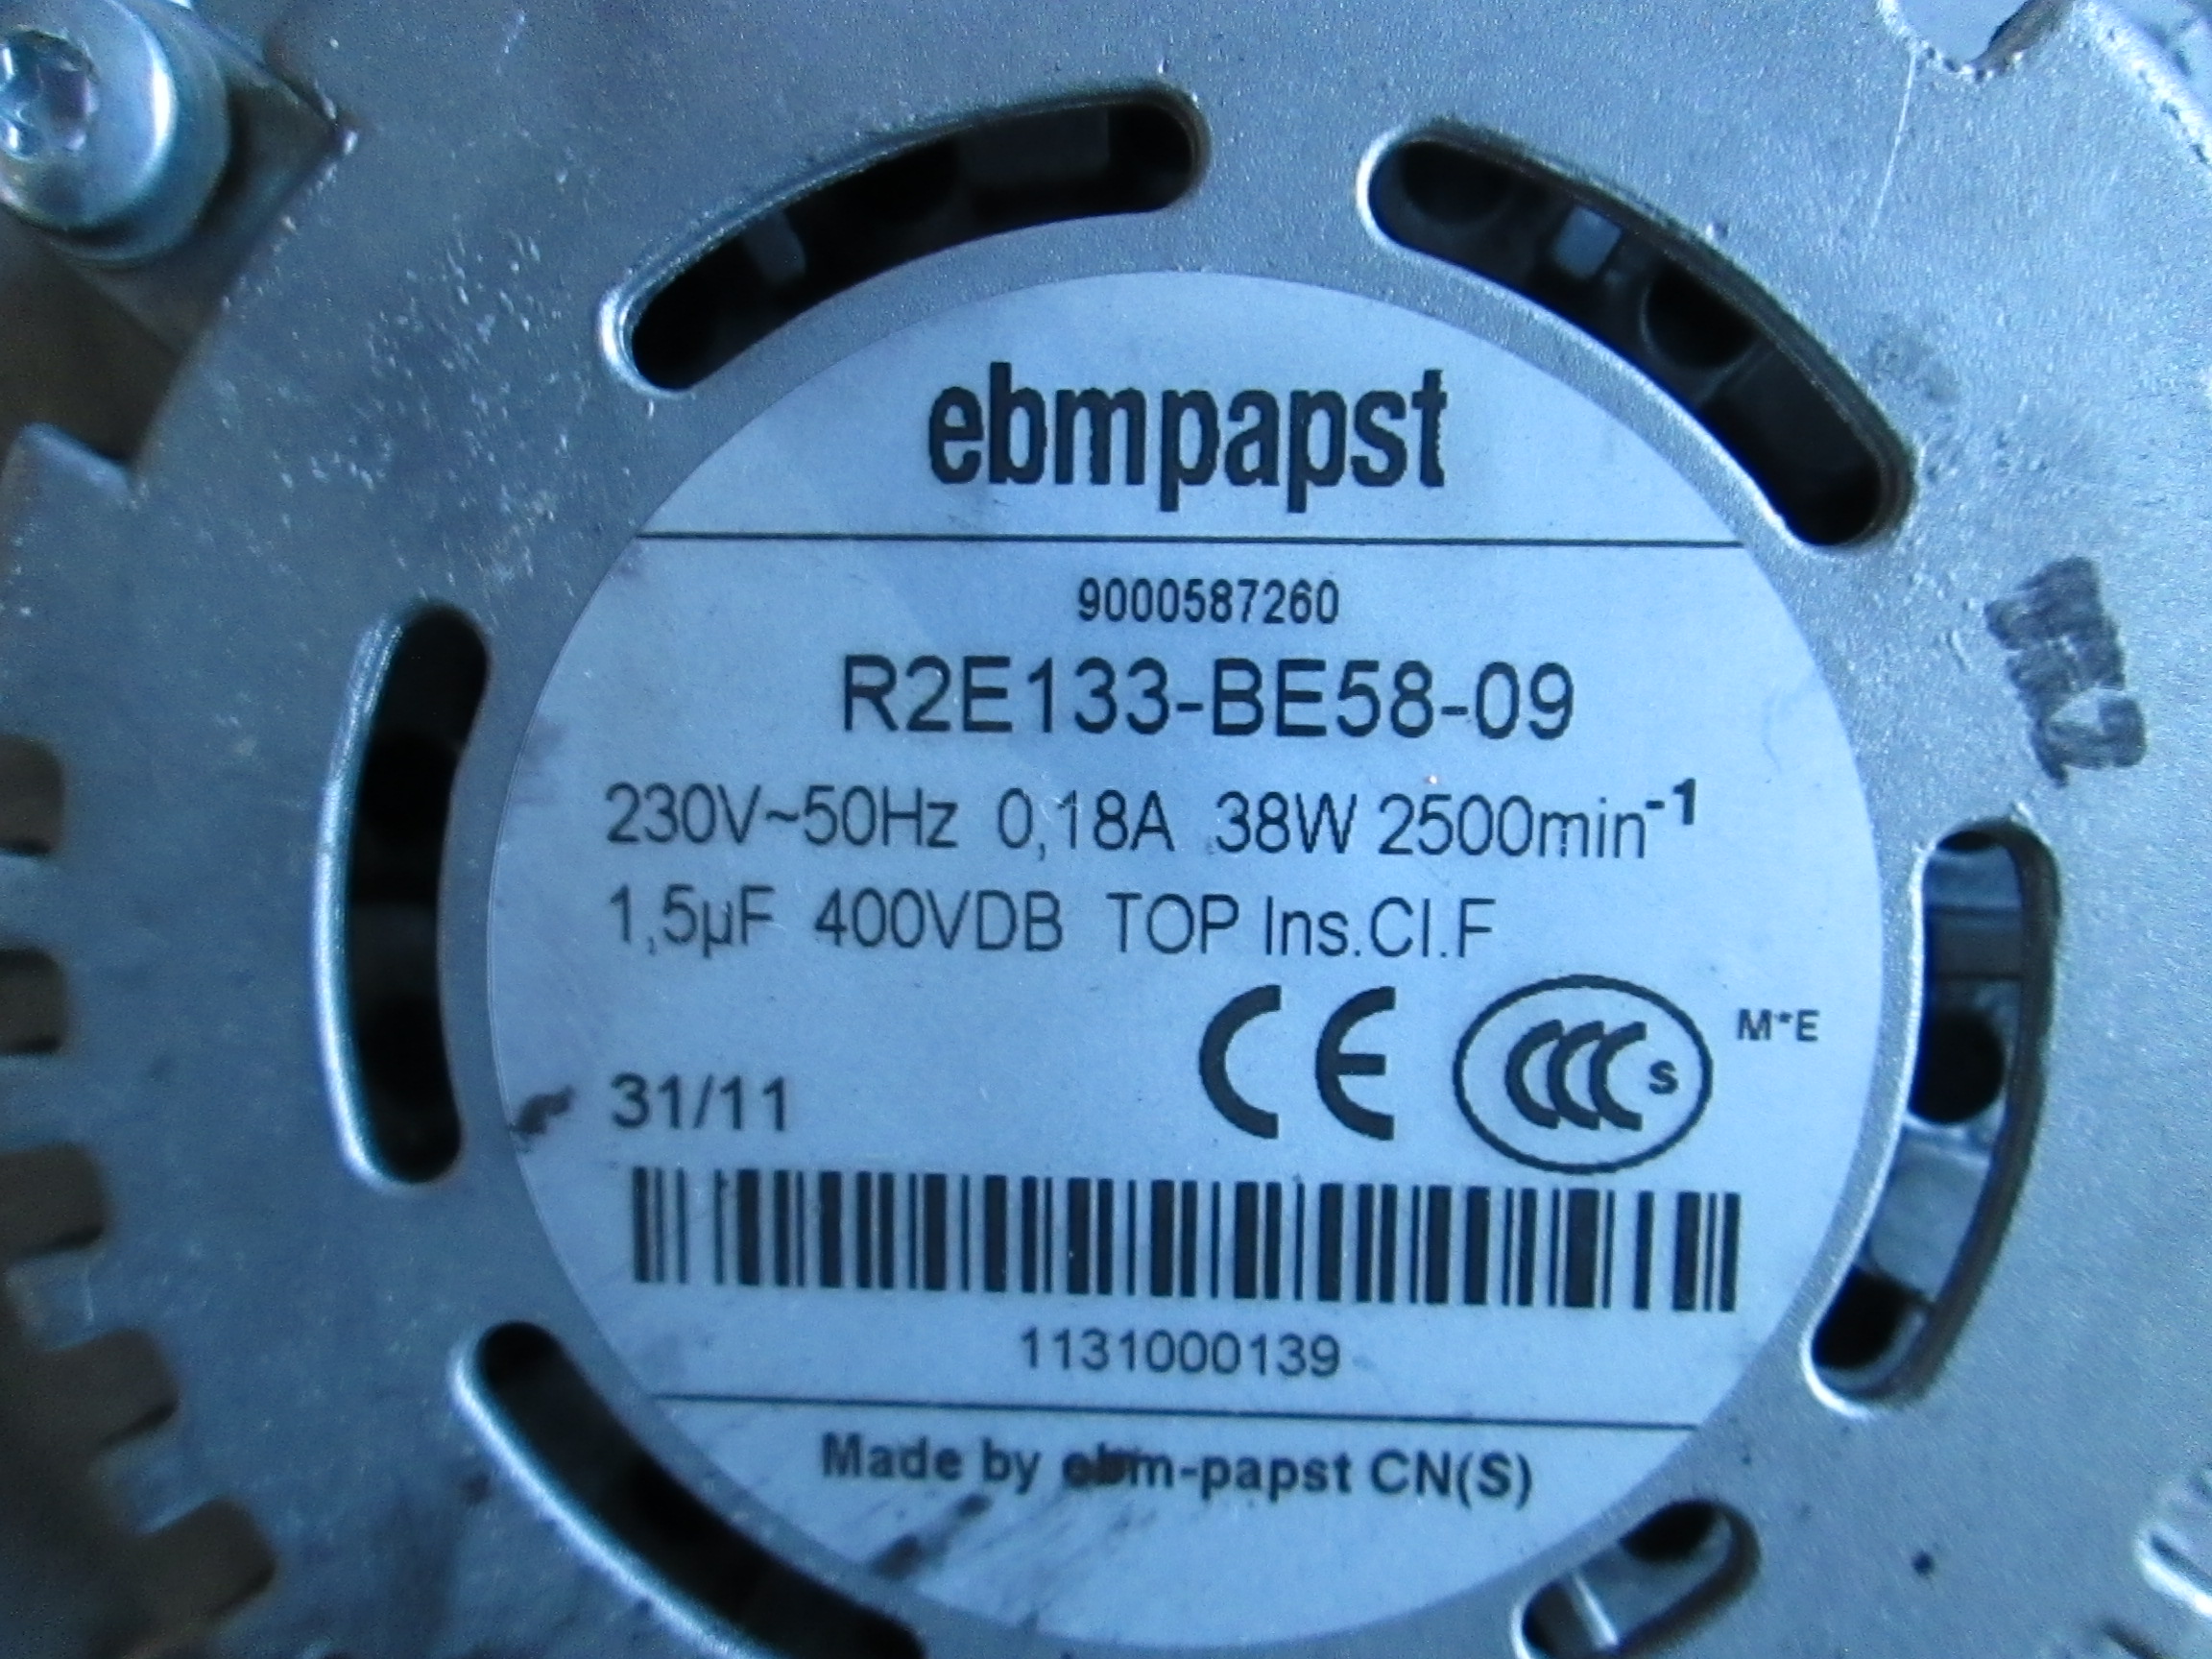 ebmpapst
9000587260
R2E133-BE58-09
230V~50Hz 0,18A 38W 2500min⁻¹
1,5µF 400VDB TOP Ins.Cl.F
CE CCC S M*E
31/11
1131000139
Made by ebm-papst CN(S)